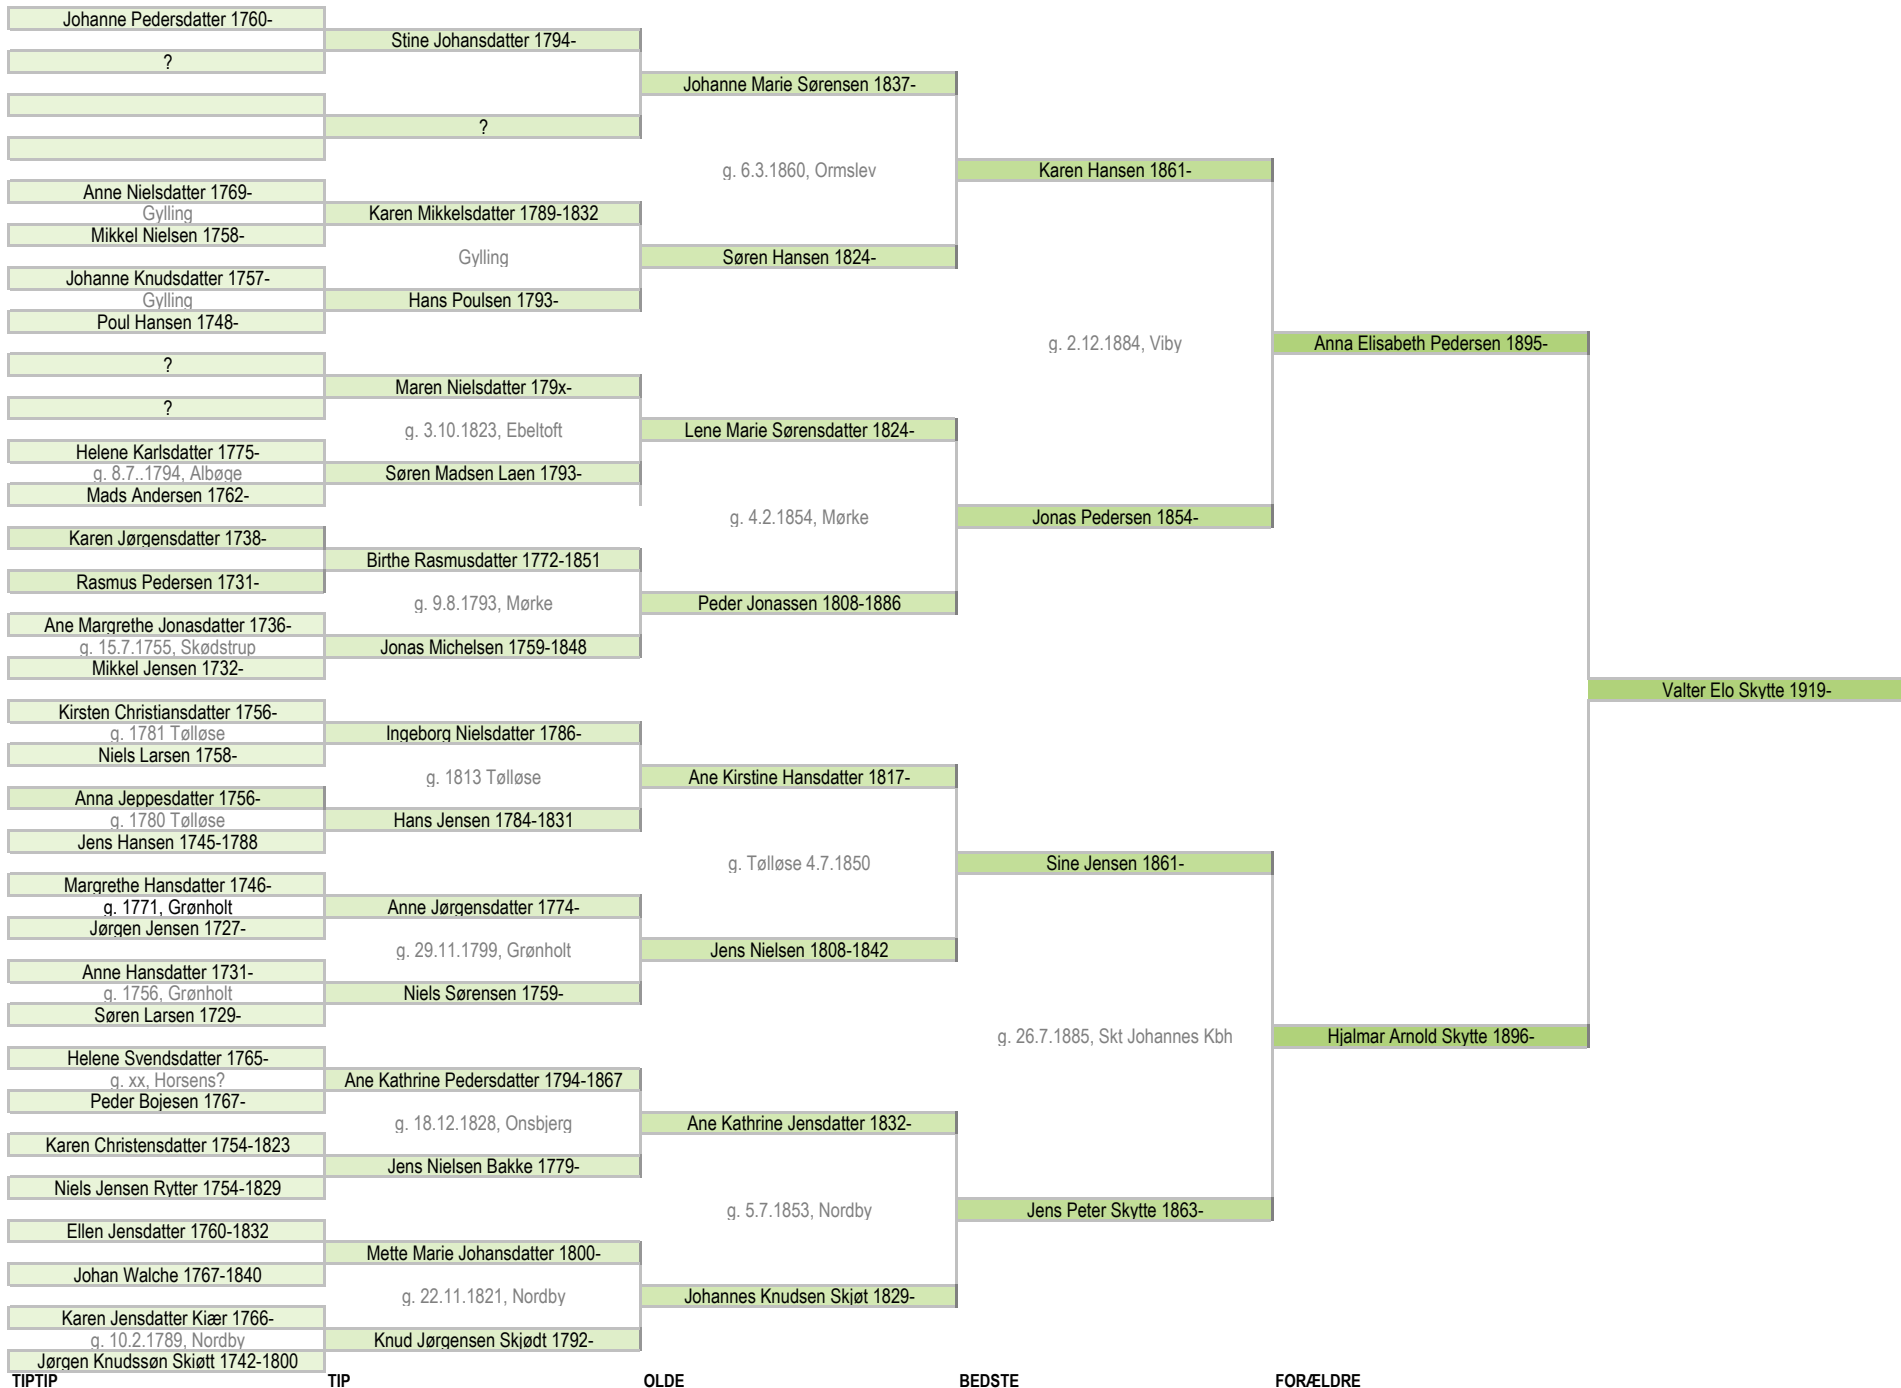 Johanne Pedersdatter 1760-
Stine Johansdatter 1794-
?
Johanne Marie Sørensen 1837-
?
g. 6.3.1860, Ormslev
Karen Hansen 1861-
Anne Nielsdatter 1769-
Gylling
Karen Mikkelsdatter 1789-1832
Mikkel Nielsen 1758-
Gylling
Søren Hansen 1824-
Johanne Knudsdatter 1757-
Gylling
Hans Poulsen 1793-
Poul Hansen 1748-
g. 2.12.1884, Viby
Anna Elisabeth Pedersen 1895-
?
Maren Nielsdatter 179x-
?
g. 3.10.1823, Ebeltoft
Lene Marie Sørensdatter 1824-
Helene Karlsdatter 1775-
g. 8.7..1794, Albøge
Søren Madsen Laen 1793-
Mads Andersen 1762-
g. 4.2.1854, Mørke
Jonas Pedersen 1854-
Karen Jørgensdatter 1738-
Birthe Rasmusdatter 1772-1851
Rasmus Pedersen 1731-
g. 9.8.1793, Mørke
Peder Jonassen 1808-1886
Ane Margrethe Jonasdatter 1736-
g. 15.7.1755, Skødstrup
Jonas Michelsen 1759-1848
Mikkel Jensen 1732-
Valter Elo Skytte 1919-
Kirsten Christiansdatter 1756-
g. 1781 Tølløse
Ingeborg Nielsdatter 1786-
Niels Larsen 1758-
g. 1813 Tølløse
Ane Kirstine Hansdatter 1817-
Anna Jeppesdatter 1756-
g. 1780 Tølløse
Hans Jensen 1784-1831
Jens Hansen 1745-1788
g. Tølløse 4.7.1850
Sine Jensen 1861-
Margrethe Hansdatter 1746-
g. 1771, Grønholt
Anne Jørgensdatter 1774-
Jørgen Jensen 1727-
g. 29.11.1799, Grønholt
Jens Nielsen 1808-1842
Anne Hansdatter 1731-
g. 1756, Grønholt
Niels Sørensen 1759-
Søren Larsen 1729-
g. 26.7.1885, Skt Johannes Kbh
Hjalmar Arnold Skytte 1896-
Helene Svendsdatter 1765-
g. xx, Horsens?
Ane Kathrine Pedersdatter 1794-1867
Peder Bojesen 1767-
g. 18.12.1828, Onsbjerg
Ane Kathrine Jensdatter 1832-
Karen Christensdatter 1754-1823
Jens Nielsen Bakke 1779-
Niels Jensen Rytter 1754-1829
g. 5.7.1853, Nordby
Jens Peter Skytte 1863-
Ellen Jensdatter 1760-1832
Mette Marie Johansdatter 1800-
Johan Walche 1767-1840
g. 22.11.1821, Nordby
Johannes Knudsen Skjøt 1829-
Karen Jensdatter Kiær 1766-
g. 10.2.1789, Nordby
Knud Jørgensen Skjødt 1792-
Jørgen Knudssøn Skiøtt 1742-1800
TIPTIP
TIP
OLDE
BEDSTE
FORÆLDRE